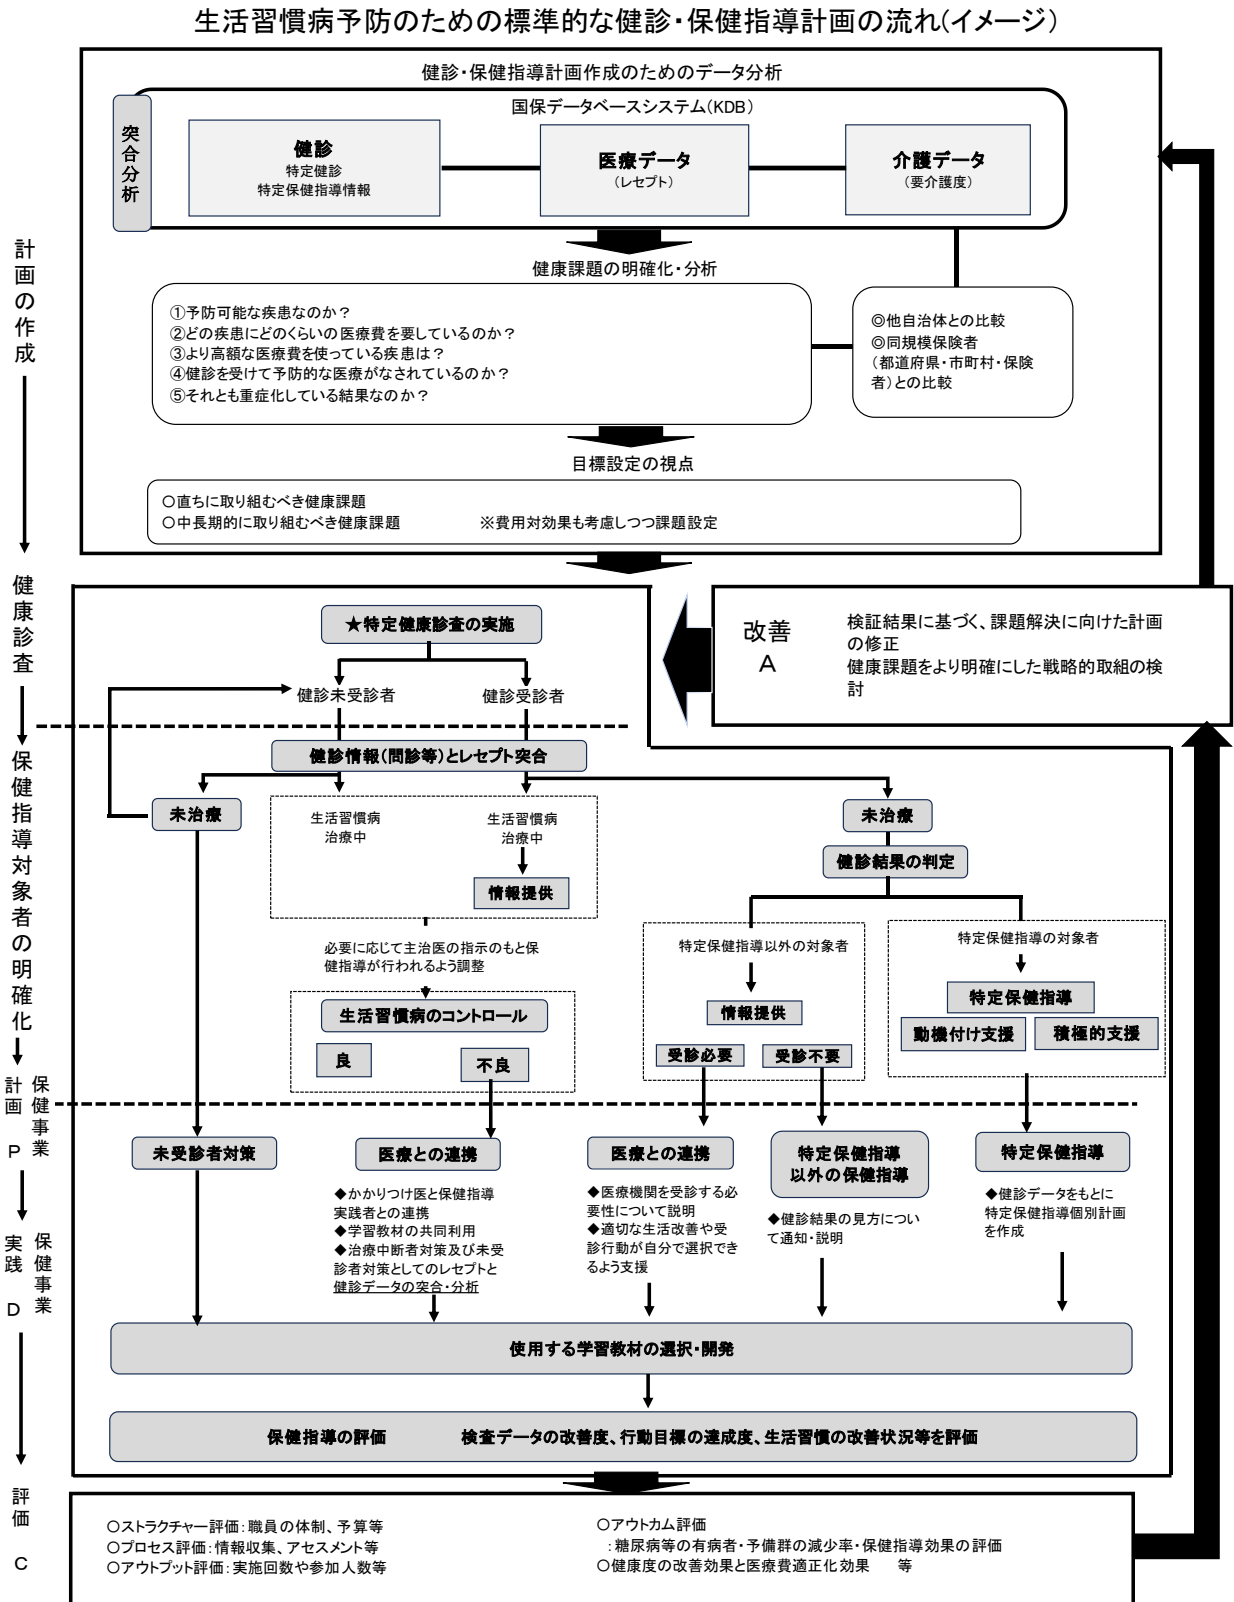 生活習慣病予防のための標準的な健診・保健指導計画の流れ(イメージ)
健診・保健指導計画作成のためのデータ分析
国保データベースシステム(KDB)
突合分析
健診
特定健診
特定保健指導情報
医療データ
(レセプト)
介護データ
(要介護度)
計画の作成
健康課題の明確化・分析
①予防可能な疾患なのか？
②どの疾患にどのくらいの医療費を要しているのか？
③より高額な医療費を使っている疾患は？
④健診を受けて予防的な医療がなされているのか？
⑤それとも重症化している結果なのか？
◎他自治体との比較
◎同規模保険者
(都道府県・市町村・保険
者)との比較
目標設定の視点
○直ちに取り組むべき健康課題
○中長期的に取り組むべき健康課題 ※費用対効果も考慮しつつ課題設定
健康診査
★特定健康診査の実施
健診未受診者
健診受診者
改善
A
検証結果に基づく、課題解決に向けた計画
の修正
健康課題をより明確にした戦略的取組の検
討
保健指導対象者の明確化
健診情報(問診等)とレセプト突合
未治療
生活習慣病
治療中
生活習慣病
治療中
情報提供
未治療
健診結果の判定
必要に応じて主治医の指示のもと保
健指導が行われるよう調整
生活習慣病のコントロール
良
不良
特定保健指導以外の対象者
情報提供
受診必要
受診不要
特定保健指導の対象者
特定保健指導
動機付け支援
積極的支援
保健事業
計画 P
未受診者対策
医療との連携
◆かかりつけ医と保健指導
実践者との連携
◆学習教材の共同利用
◆治療中断者対策及び未受
診者対策としてのレセプトと
健診データの突合・分析
医療との連携
◆医療機関を受診する必
要性について説明
◆適切な生活改善や受
診行動が自分で選択でき
るよう支援
特定保健指導
以外の保健指導
◆健診結果の見方につい
て通知・説明
特定保健指導
◆健診データをもとに
特定保健指導個別計画
を作成
保健事業
実践 D
使用する学習教材の選択・開発
保健指導の評価 検査データの改善度、行動目標の達成度、生活習慣の改善状況等を評価
評価 C
○ストラクチャー評価：職員の体制、予算等
○プロセス評価：情報収集、アセスメント等
○アウトプット評価：実施回数や参加人数等
○アウトカム評価
：糖尿病等の有病者・予備群の減少率・保健指導効果の評価
○健康度の改善効果と医療費適正化効果 等